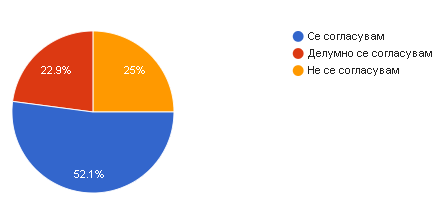 Се согласувам
Делумно се согласувам
Не се согласувам
22.9%
25%
52.1%